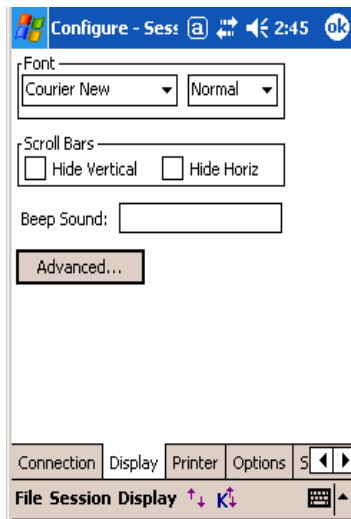 Configure - Ses: a 2:45 ok
Font
Courier New Normal
Scroll Bars
Hide Vertical Hide Horiz
Beep Sound:
Advanced...
Connection Display Printer Options S
File Session Display K